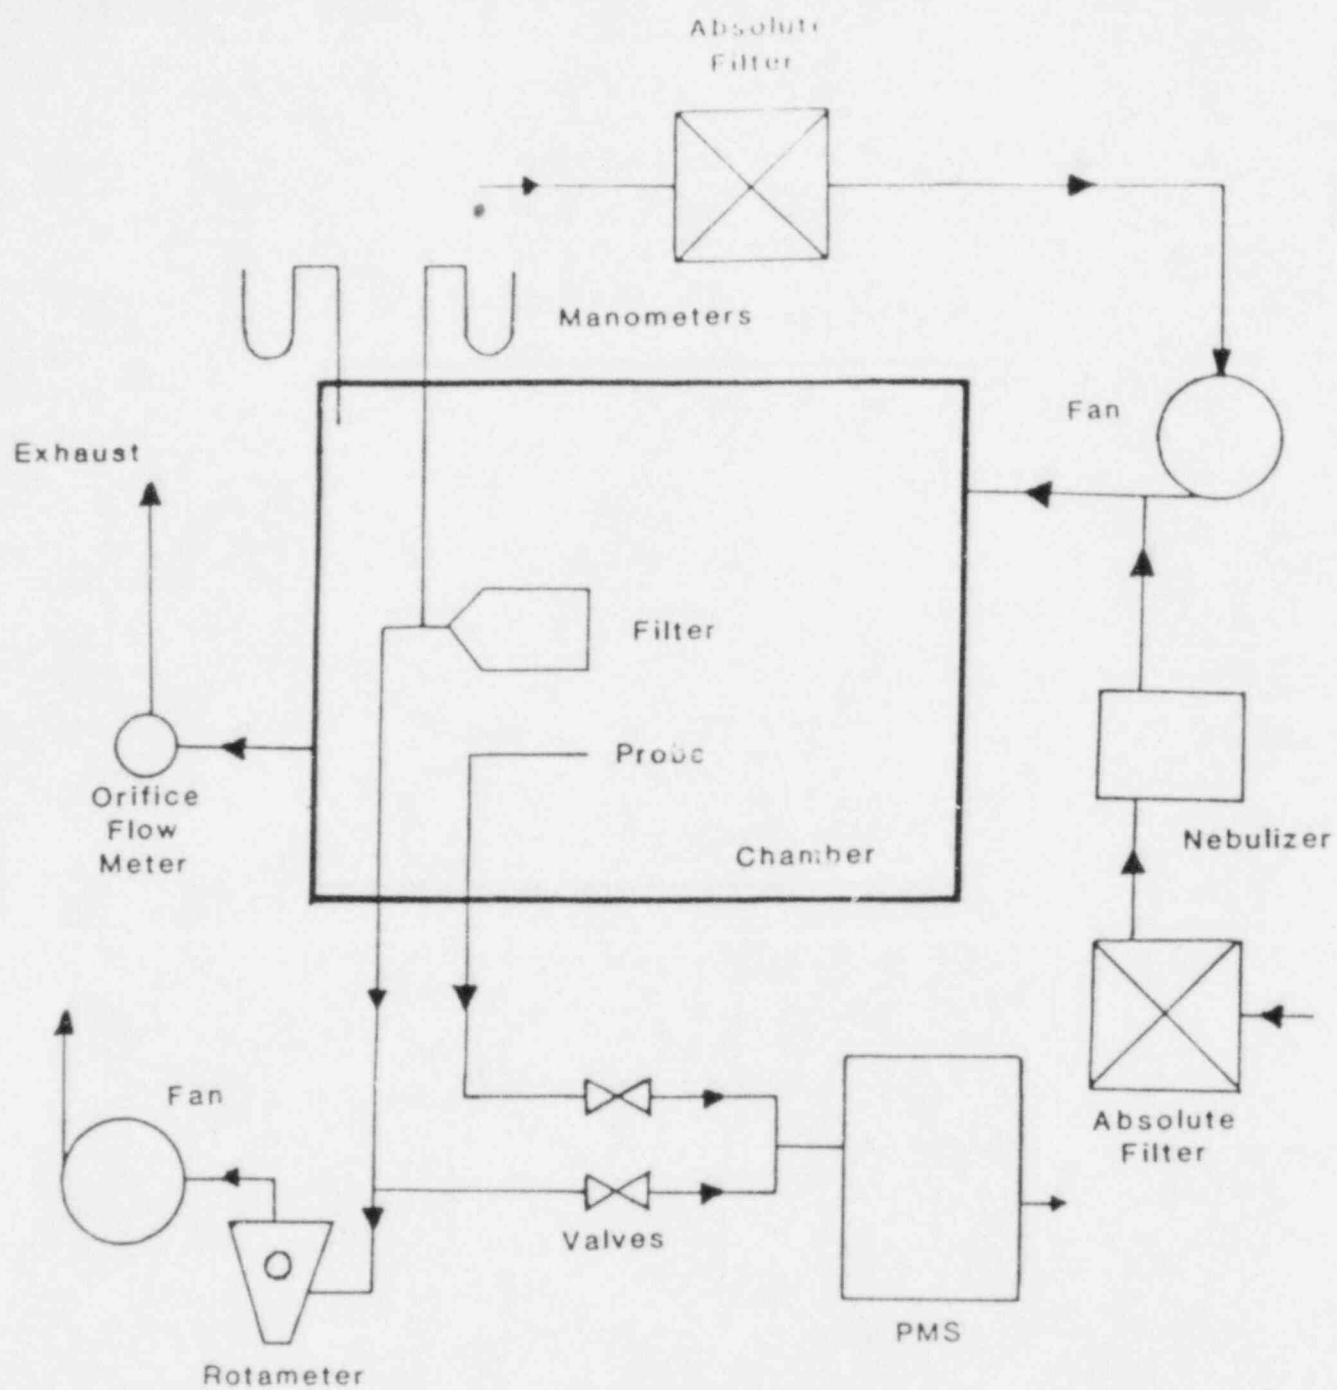 Absolute
Filter
Manometers
Fan
Exhaust
Filter
Probe
Orifice
Flow
Meter
Chamber
Nebulizer
Fan
Absolute
Filter
Valves
PMS
Rotameter